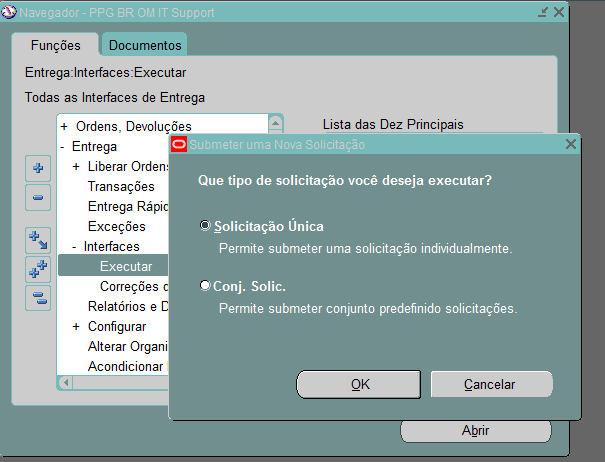 Navegador - PPG BR OM IT Support
Funções
Documentos
Entrega:Interfaces:Executar
Todas as Interfaces de Entrega
+ Ordens, Devoluções
- Entrega
+ Liberar Ordens
Transações
Entrega Rápi
Exceções
- Interfaces
Executar
Correções d
Relatórios e D
+ Configurar
Alterar Organi
Acondicionar
Lista das Dez Principais
Submeter uma Nova Solicitação
Que tipo de solicitação você deseja executar?
Solicitação Única
Permite submeter uma solicitação individualmente.
Conj. Solic.
Permite submeter conjunto predefinido solicitações.
OK
Cancelar
Abrir